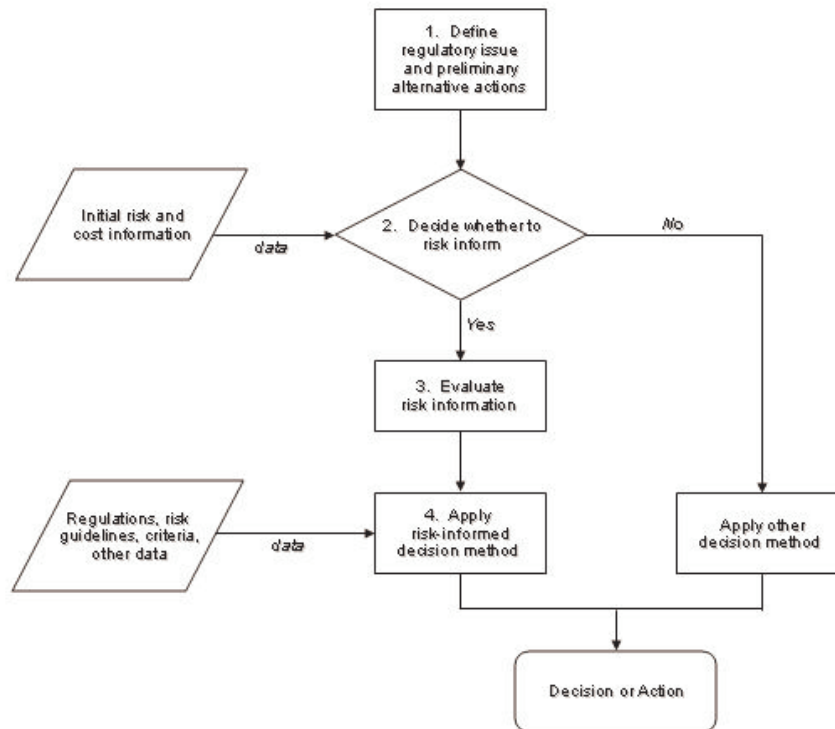 1. Define
regulatory issue
and preliminary
alternative actions
Initial risk and
cost information
data
2. Decide whether to
risk inform
No
Yes
3. Evaluate
risk information
Regulations, risk
guidelines, criteria,
other data
data
4. Apply
risk-informed
decision method
Apply other
decision method
Decision or Action